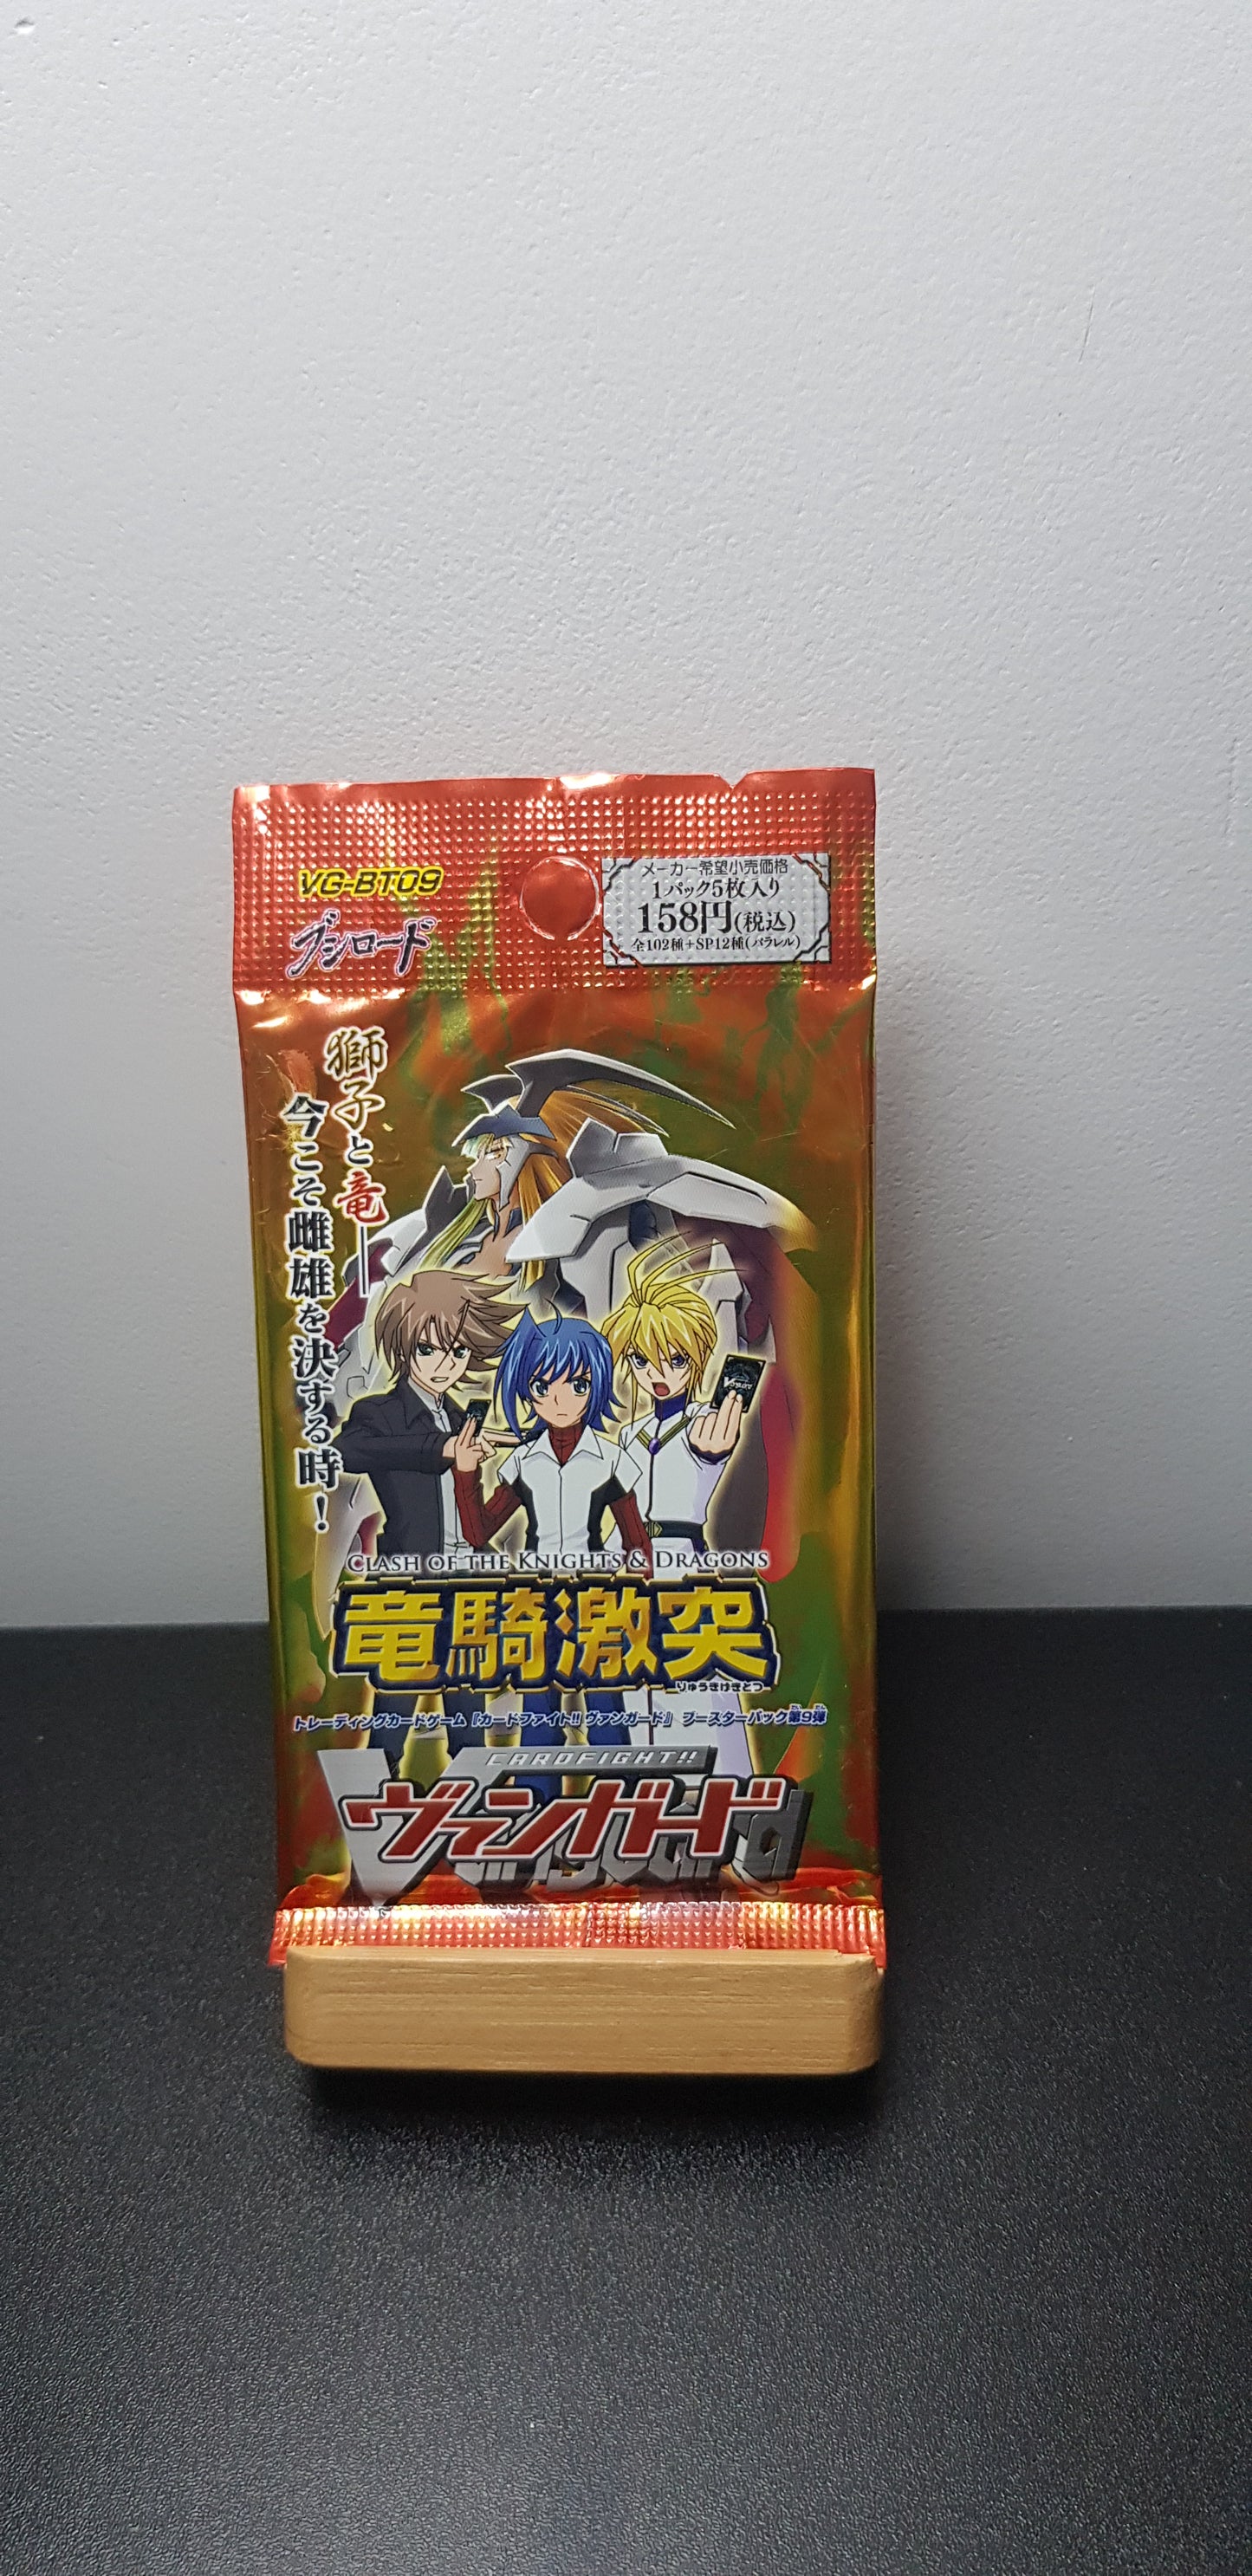 VG-BT09
ブシロード
メーカー希望小売価格
1パック5枚入り
158円(税込)
全102種+SP12種(パラレル)
獅子と竜――
今こそ雌雄を決する時!
CLASH OF THE KNIGHTS & DRAGONS
竜騎激突
りゅうきげきとつ
トレーディングカードゲーム『カードファイト!! ヴァンガード』 ブースターパック第9弾
CARDFIGHT!!
ヴァンガード
Vanguard